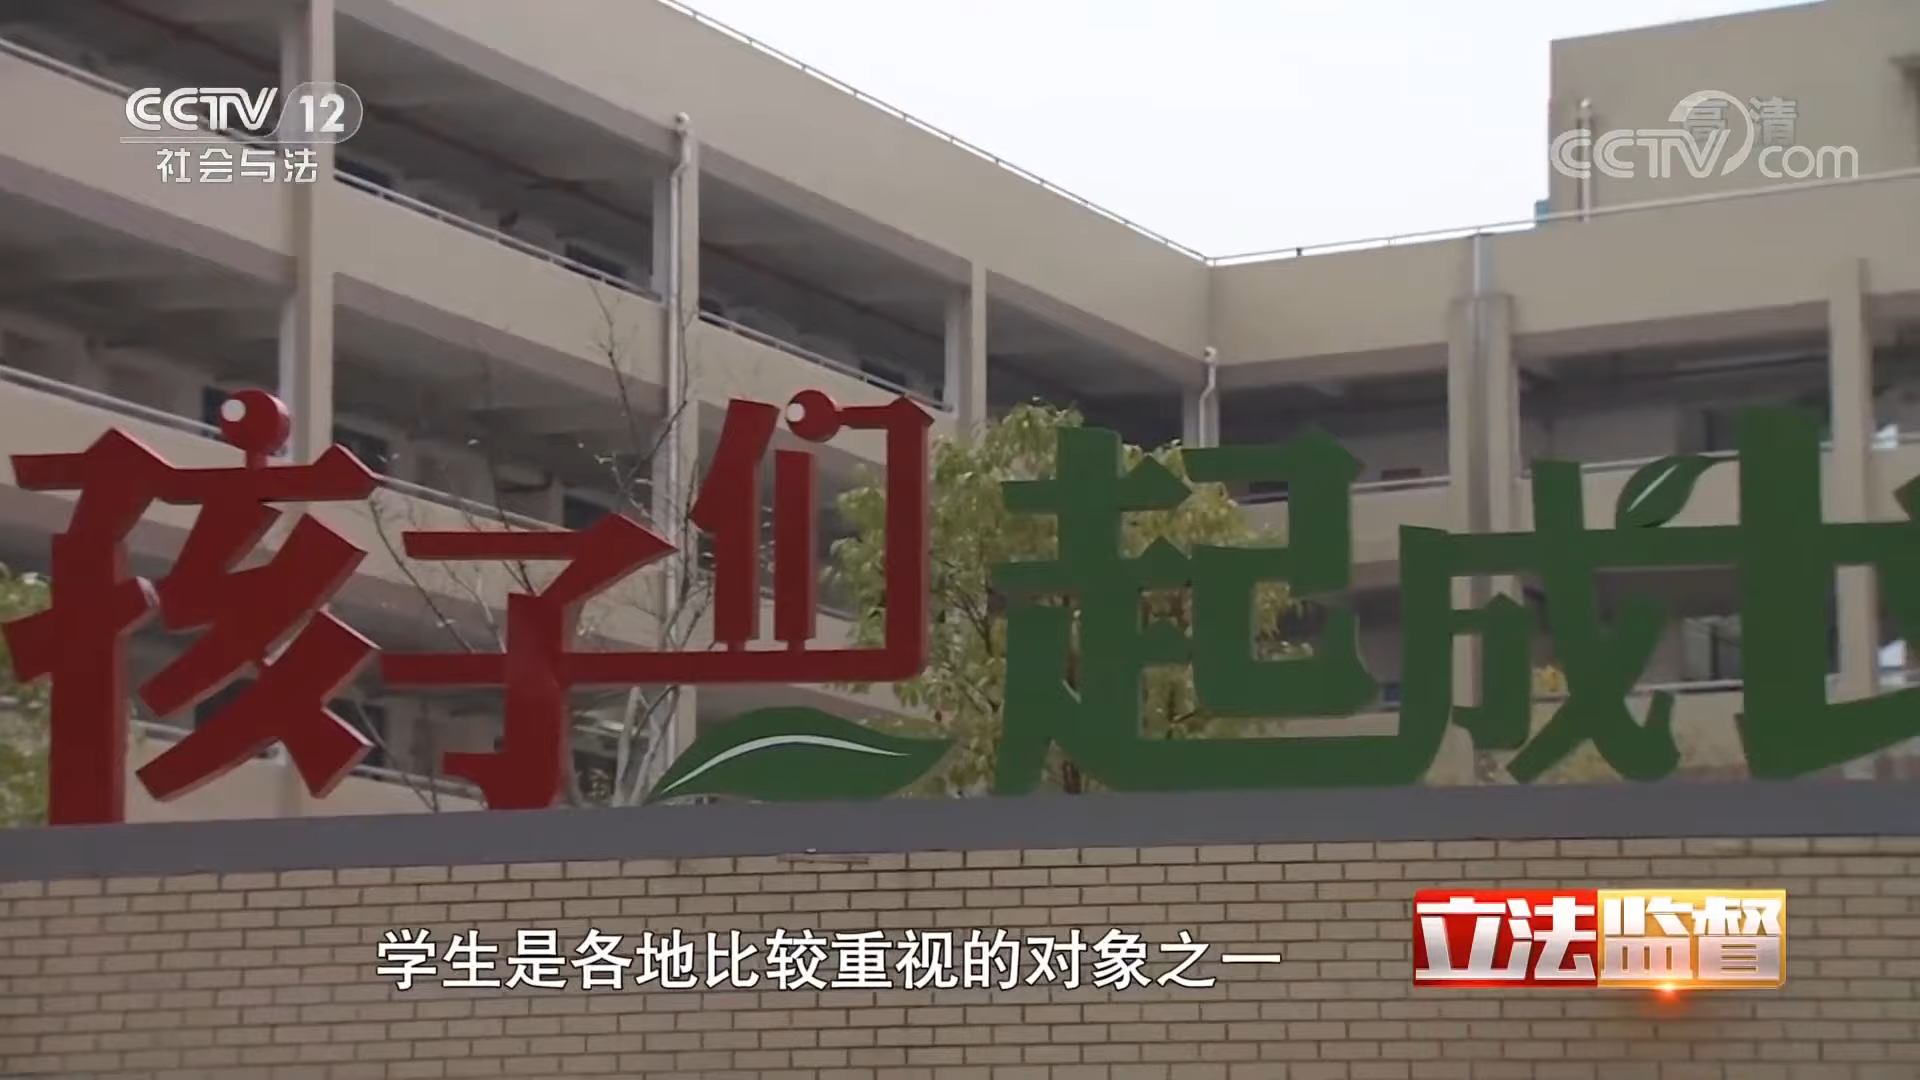 CCTV 12
社会与法
高清
CCTV com
孩子们起成长
学生是各地比较重视的对象之一
立法监督